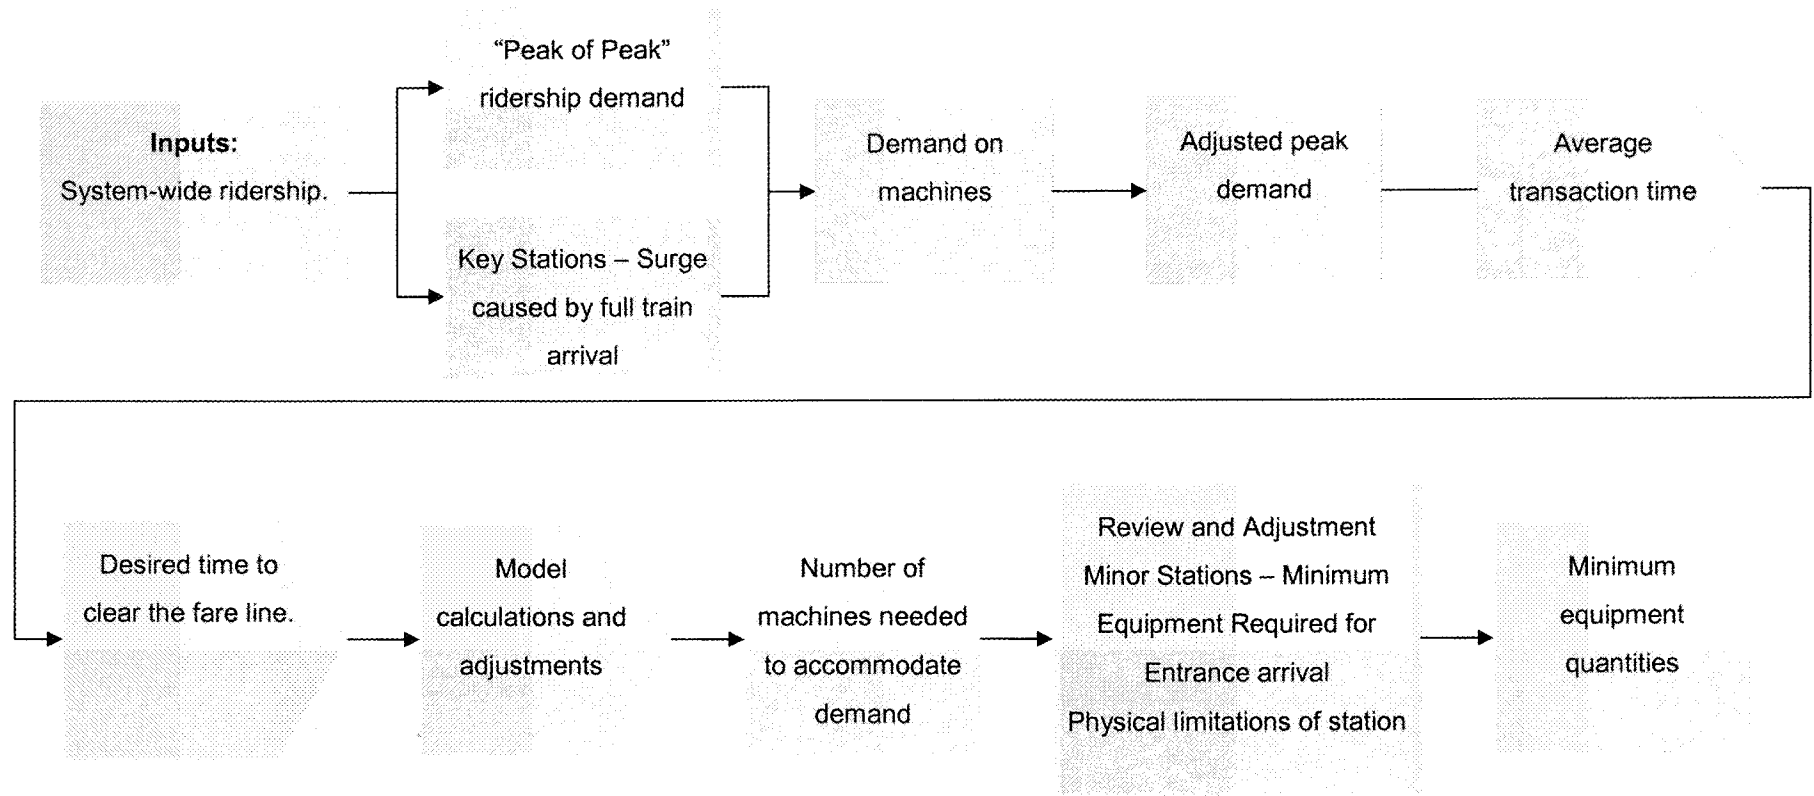 Inputs:
System-wide ridership.
“Peak of Peak”
ridership demand
Key Stations – Surge
caused by full train
arrival
Demand on
machines
Adjusted peak
demand
Average
transaction time
Desired time to
clear the fare line.
Model
calculations and
adjustments
Number of
machines needed
to accommodate
demand
Review and Adjustment
Minor Stations – Minimum
Equipment Required for
Entrance arrival
Physical limitations of station
Minimum
equipment
quantities